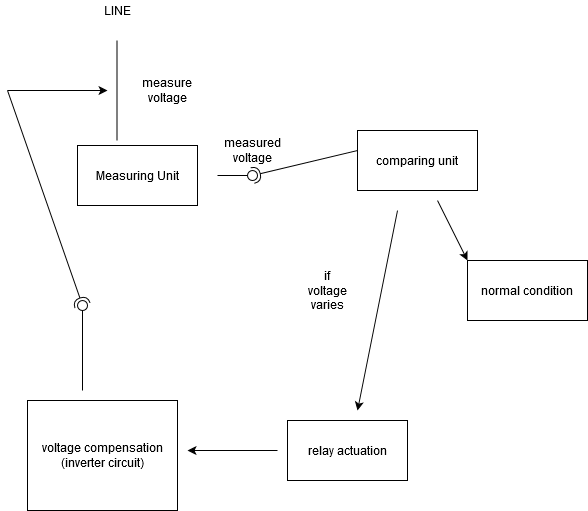 LINE
measure
voltage
measured
voltage
Measuring Unit
comparing unit
if
voltage
varies
normal condition
voltage compensation
(inverter circuit)
relay actuation